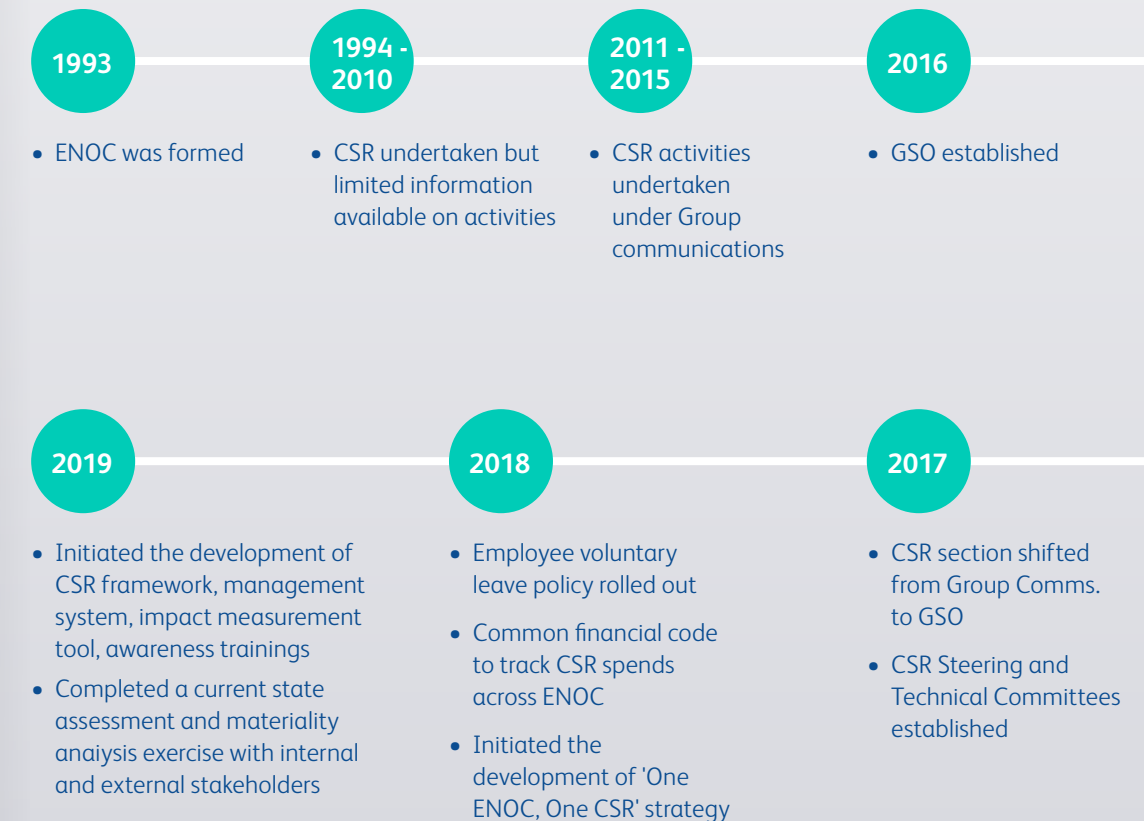 1993
• ENOC was formed
1994 -
2010
• CSR undertaken but
limited information
available on activities
2011 -
2015
• CSR activities
undertaken
under Group
communications
2016
• GSO established
2019
• Initiated the development of
CSR framework, management
system, impact measurement
tool, awareness trainings
• Completed a current state
assessment and materiality
anaiysis exercise with internal
and external stakeholders
2018
• Employee voluntary
leave policy rolled out
• Common financial code
to track CSR spends
across ENOC
• Initiated the
development of 'One
ENOC, One CSR' strategy
2017
• CSR section shifted
from Group Comms.
to GSO
• CSR Steering and
Technical Committees
established